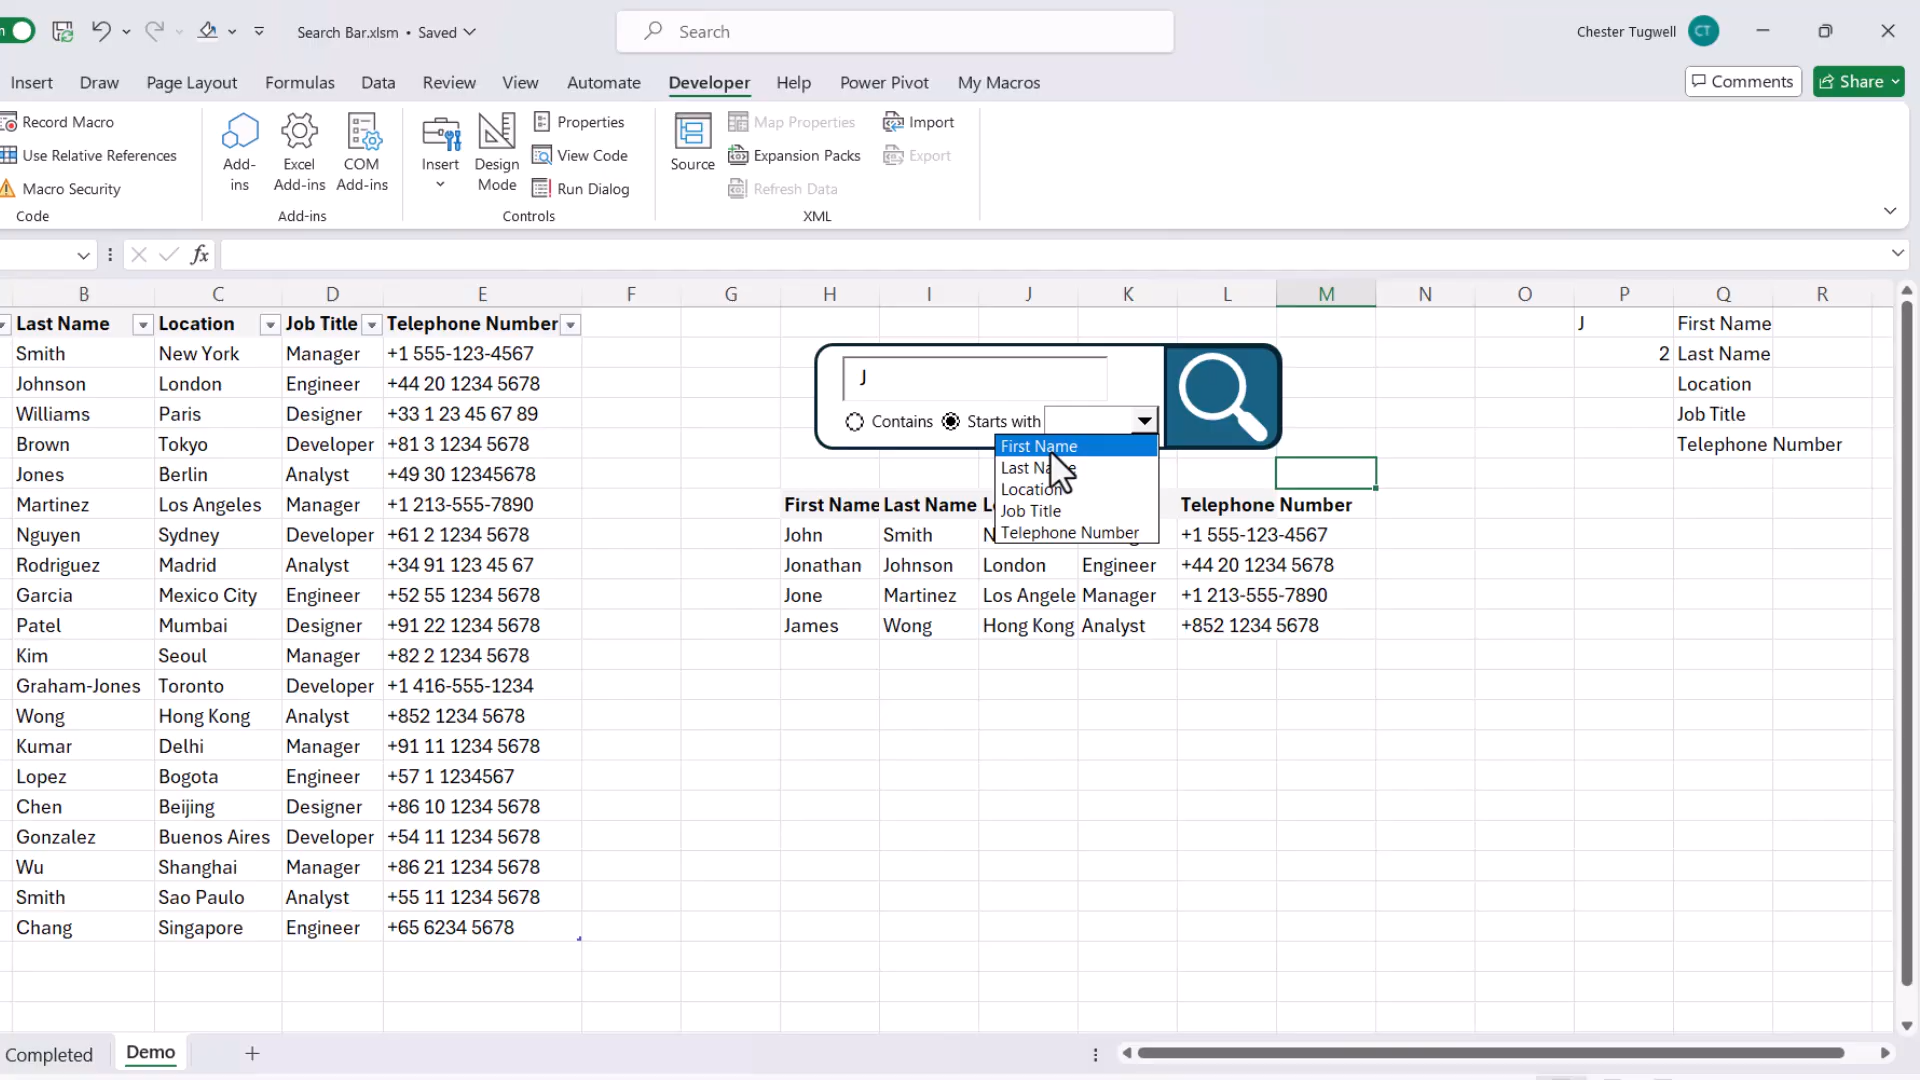 Search Bar.xlsm • Saved
Search
Chester Tugwell
CT
Insert Draw Page Layout Formulas Data Review View Automate Developer Help Power Pivot My Macros
Comments Share
Record Macro
Use Relative References
Macro Security
Code
Add-ins
Excel Add-ins
COM Add-ins
Add-ins
Insert
Design Mode
Properties
View Code
Run Dialog
Controls
Source
Map Properties
Expansion Packs
Refresh Data
Import
Export
XML
fx
B C D E F G H I J K L M N O P Q R
Last Name Location Job Title Telephone Number J First Name
Smith New York Manager +1 555-123-4567 2 Last Name
Johnson London Engineer +44 20 1234 5678 J Location
Williams Paris Designer +33 1 23 45 67 89 Contains Starts with Job Title
Brown Tokyo Developer +81 3 1234 5678 First Name Telephone Number
Jones Berlin Analyst +49 30 12345678 Location
Martinez Los Angeles Manager +1 213-555-7890 First Name Last Name Job Title Telephone Number
Nguyen Sydney Developer +61 2 1234 5678 John Smith Telephone Number +1 555-123-4567
Rodriguez Madrid Analyst +34 91 123 45 67 Jonathan Johnson London Engineer +44 20 1234 5678
Garcia Mexico City Engineer +52 55 1234 5678 Jone Martinez Los Angele Manager +1 213-555-7890
Patel Mumbai Designer +91 22 1234 5678 James Wong Hong Kong Analyst +852 1234 5678
Kim Seoul Manager +82 2 1234 5678
Graham-Jones Toronto Developer +1 416-555-1234
Wong Hong Kong Analyst +852 1234 5678
Kumar Delhi Manager +91 11 1234 5678
Lopez Bogota Engineer +57 1 1234567
Chen Beijing Designer +86 10 1234 5678
Gonzalez Buenos Aires Developer +54 11 1234 5678
Wu Shanghai Manager +86 21 1234 5678
Smith Sao Paulo Analyst +55 11 1234 5678
Chang Singapore Engineer +65 6234 5678
Completed Demo